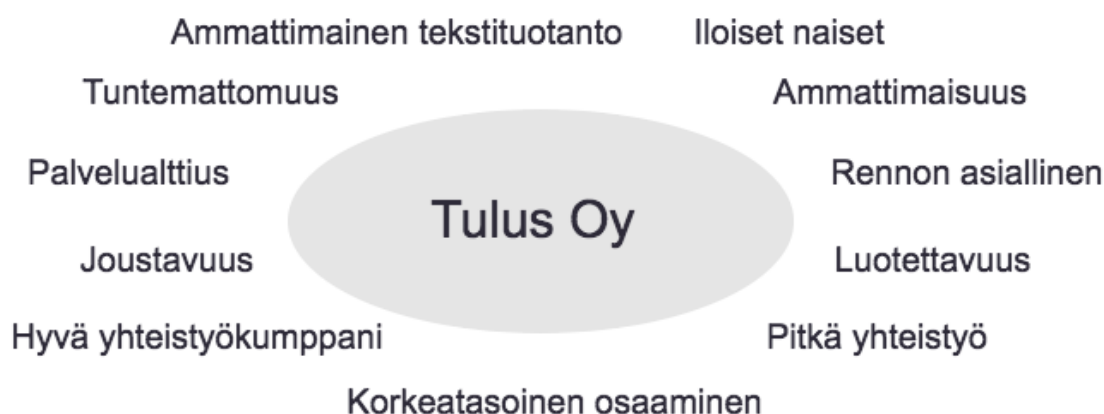 Ammattimainen tekstituotanto
Iloiset naiset
Tuntemattomuus
Ammattimaisuus
Palvelualttius
Rennon asiallinen
Tulus Oy
Joustavuus
Luotettavuus
Hyvä yhteistyökumppani
Pitkä yhteistyö
Korkeatasoinen osaaminen